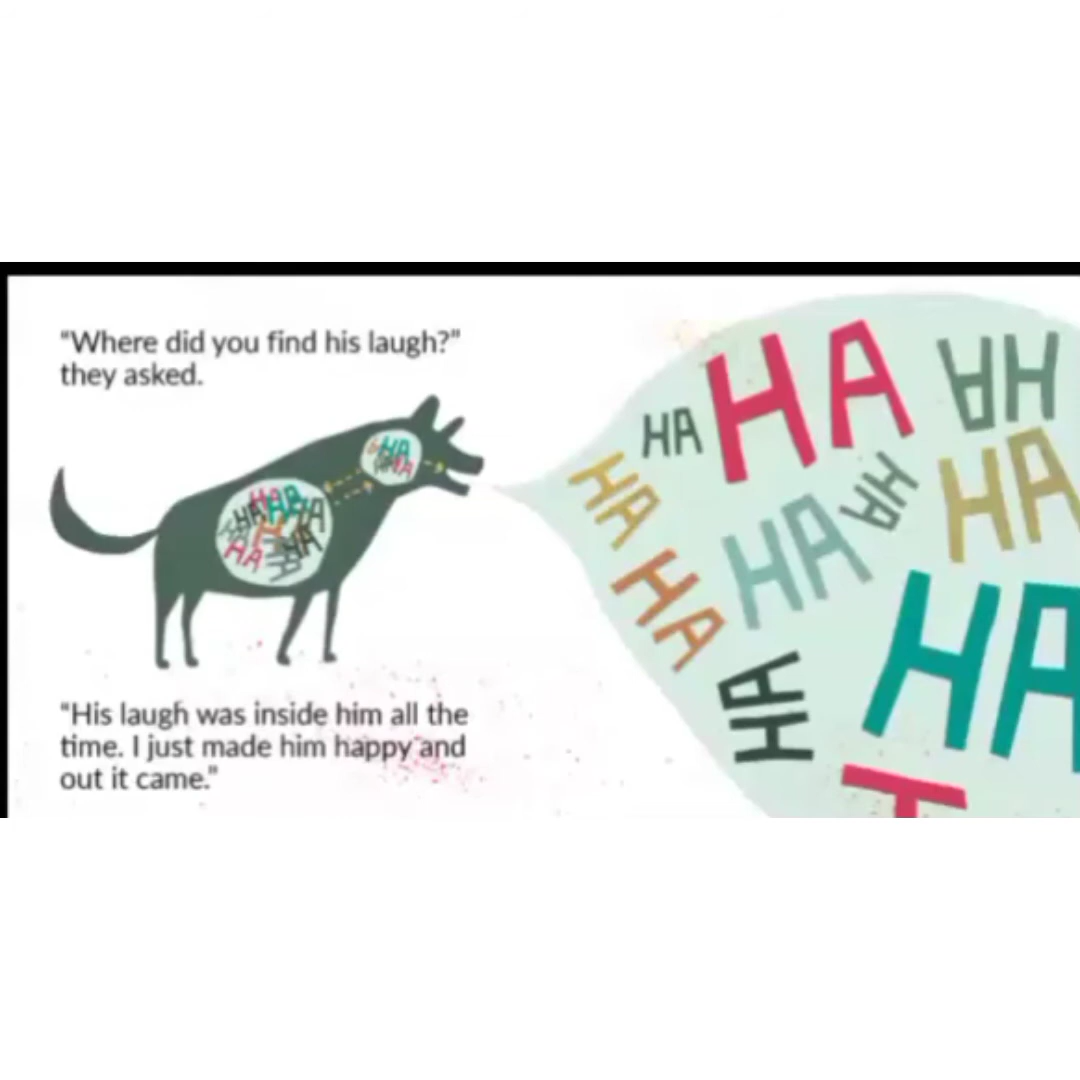 “Where did you find his laugh?”
they asked.
“His laugh was inside him all the
time. I just made him happy and
out it came.”
HA HA HA
HA HA HA HA
HA HA
HA